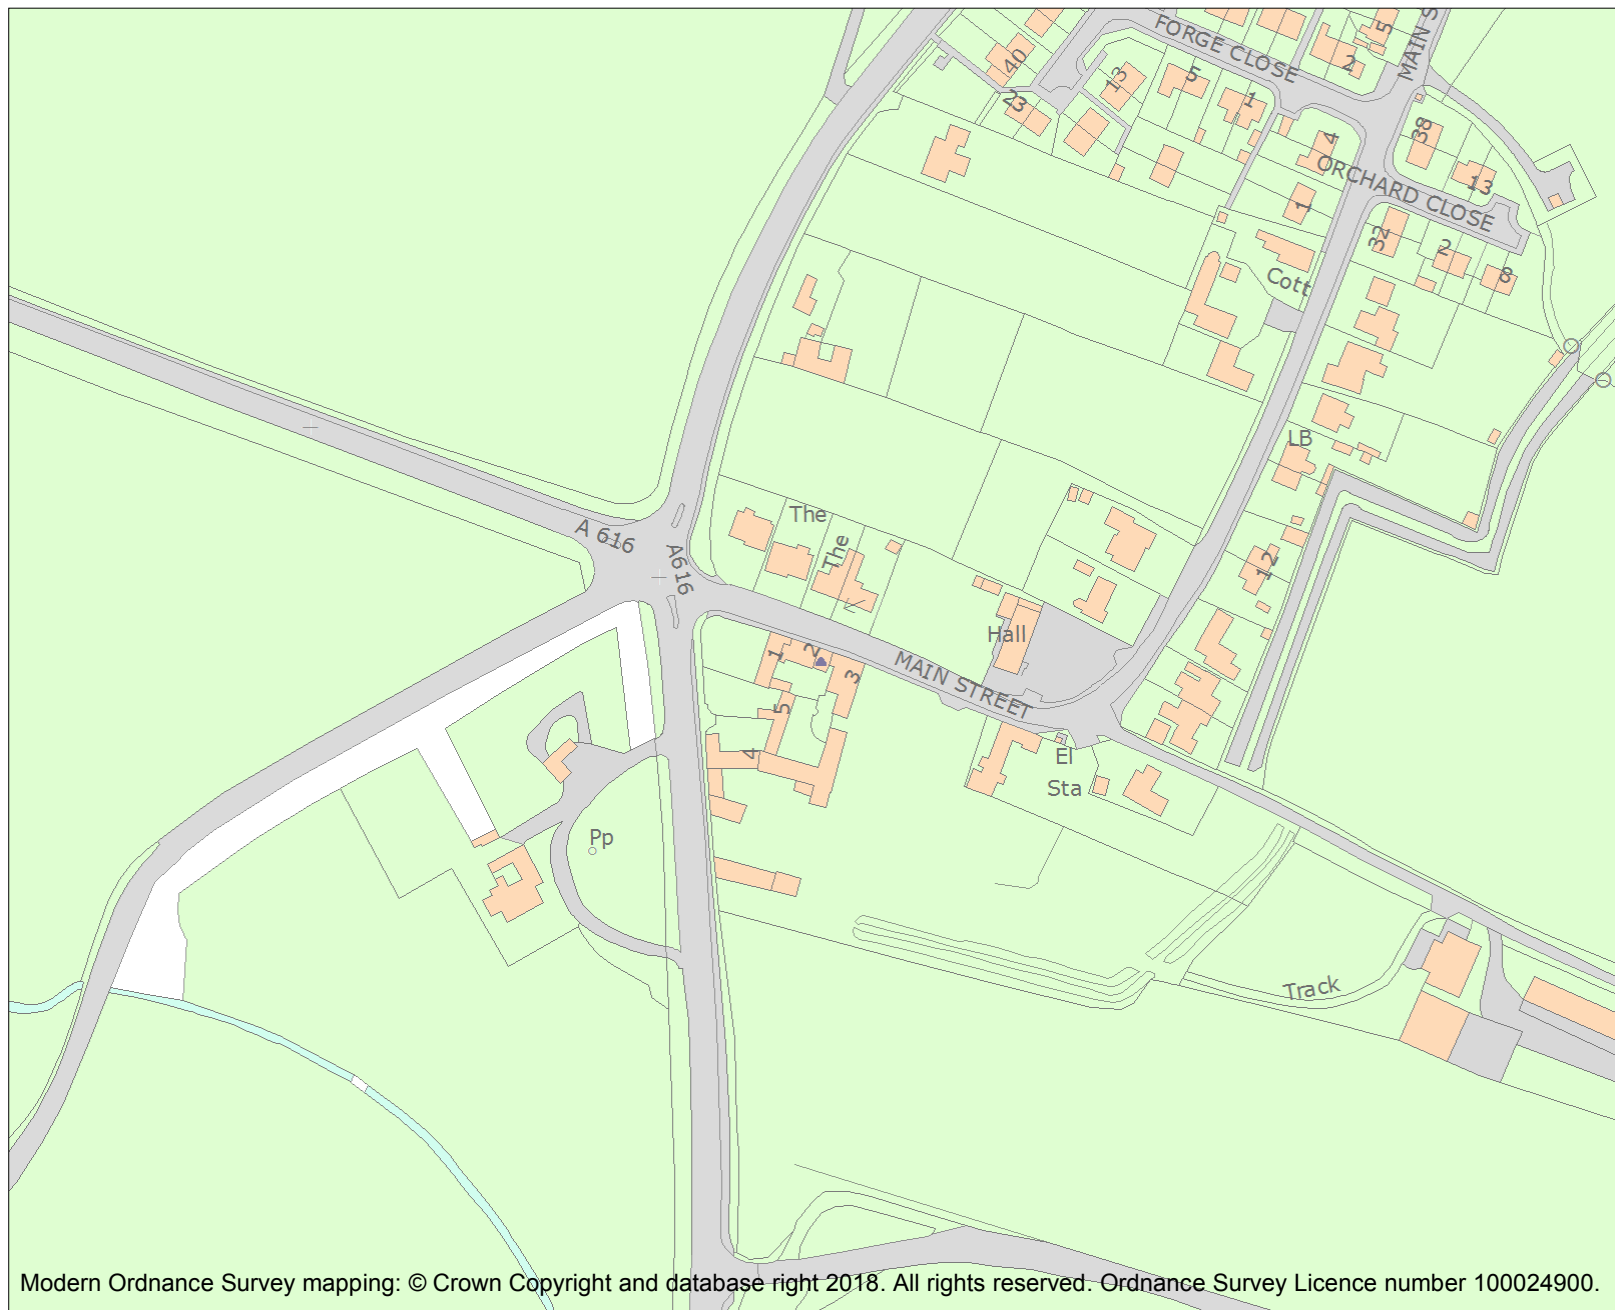 FORGE CLOSE
MAIN S
5
2
40
23
13
5
1
4
38
ORCHARD CLOSE
13
1
32
2
8
Cott
LB
A 616
A616
The
The
12
Hall
MAIN STREET
1
2
3
5
4
El
Sta
Pp
Track
Modern Ordnance Survey mapping: © Crown Copyright and database right 2018. All rights reserved. Ordnance Survey Licence number 100024900.